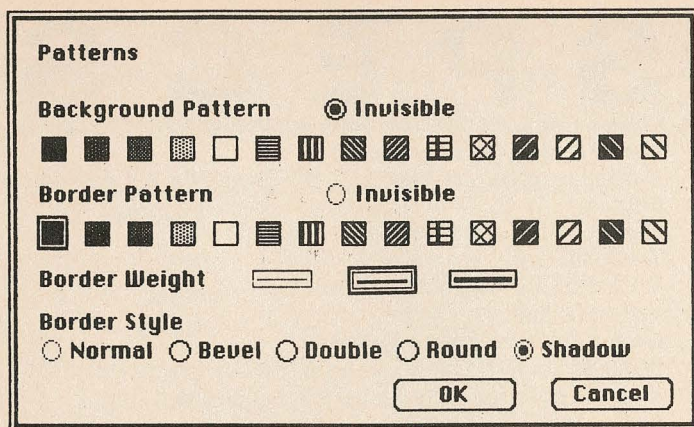 Patterns
Background Pattern Invisible
Border Pattern Invisible
Border Weight
Border Style
Normal Bevel Double Round Shadow
OK Cancel